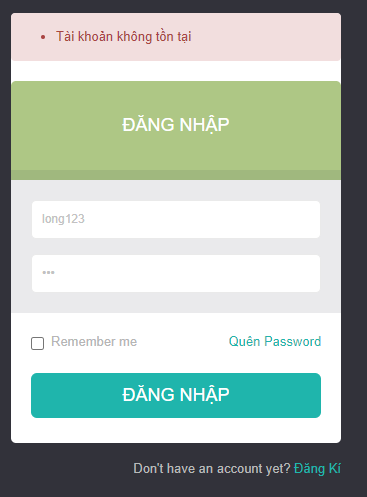 Tài khoản không tồn tại
ĐĂNG NHẬP
long123
•••
Remember me
Quên Password
ĐĂNG NHẬP
Don't have an account yet? Đăng Kí